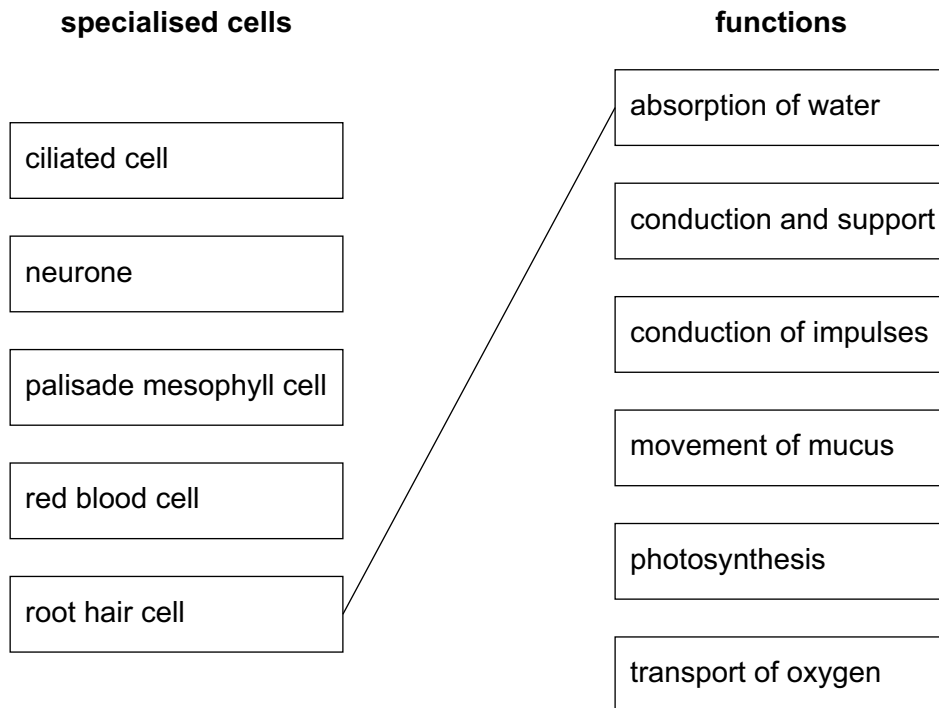 specialised cells
functions
ciliated cell
neurone
palisade mesophyll cell
red blood cell
root hair cell
absorption of water
conduction and support
conduction of impulses
movement of mucus
photosynthesis
transport of oxygen